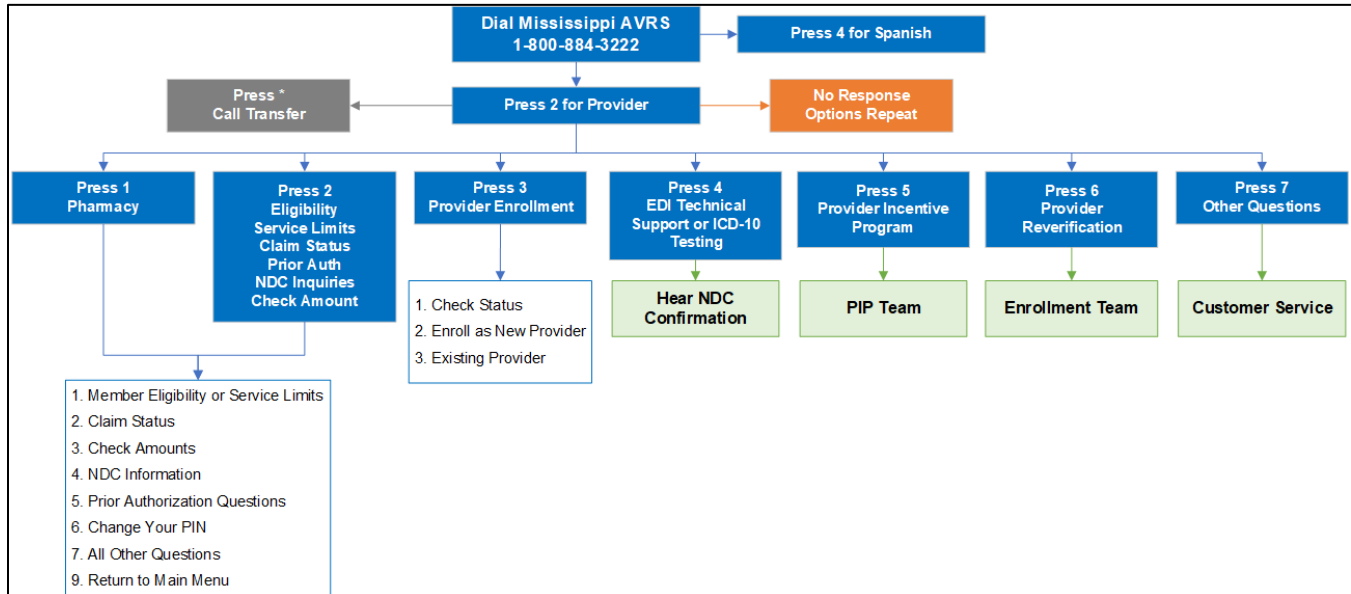 Dial Mississippi AVRS
1-800-884-3222
Press 4 for Spanish
Press *
Call Transfer
Press 2 for Provider
No Response
Options Repeat
Press 1
Pharmacy
Press 2
Eligibility
Service Limits
Claim Status
Prior Auth
NDC Inquiries
Check Amount
Press 3
Provider Enrollment
Press 4
EDI Technical
Support or ICD-10
Testing
Press 5
Provider Incentive
Program
Press 6
Provider
Reverification
Press 7
Other Questions
1. Check Status
2. Enroll as New Provider
3. Existing Provider
Hear NDC
Confirmation
PIP Team
Enrollment Team
Customer Service
1. Member Eligibility or Service Limits
2. Claim Status
3. Check Amounts
4. NDC Information
5. Prior Authorization Questions
6. Change Your PIN
7. All Other Questions
9. Return to Main Menu